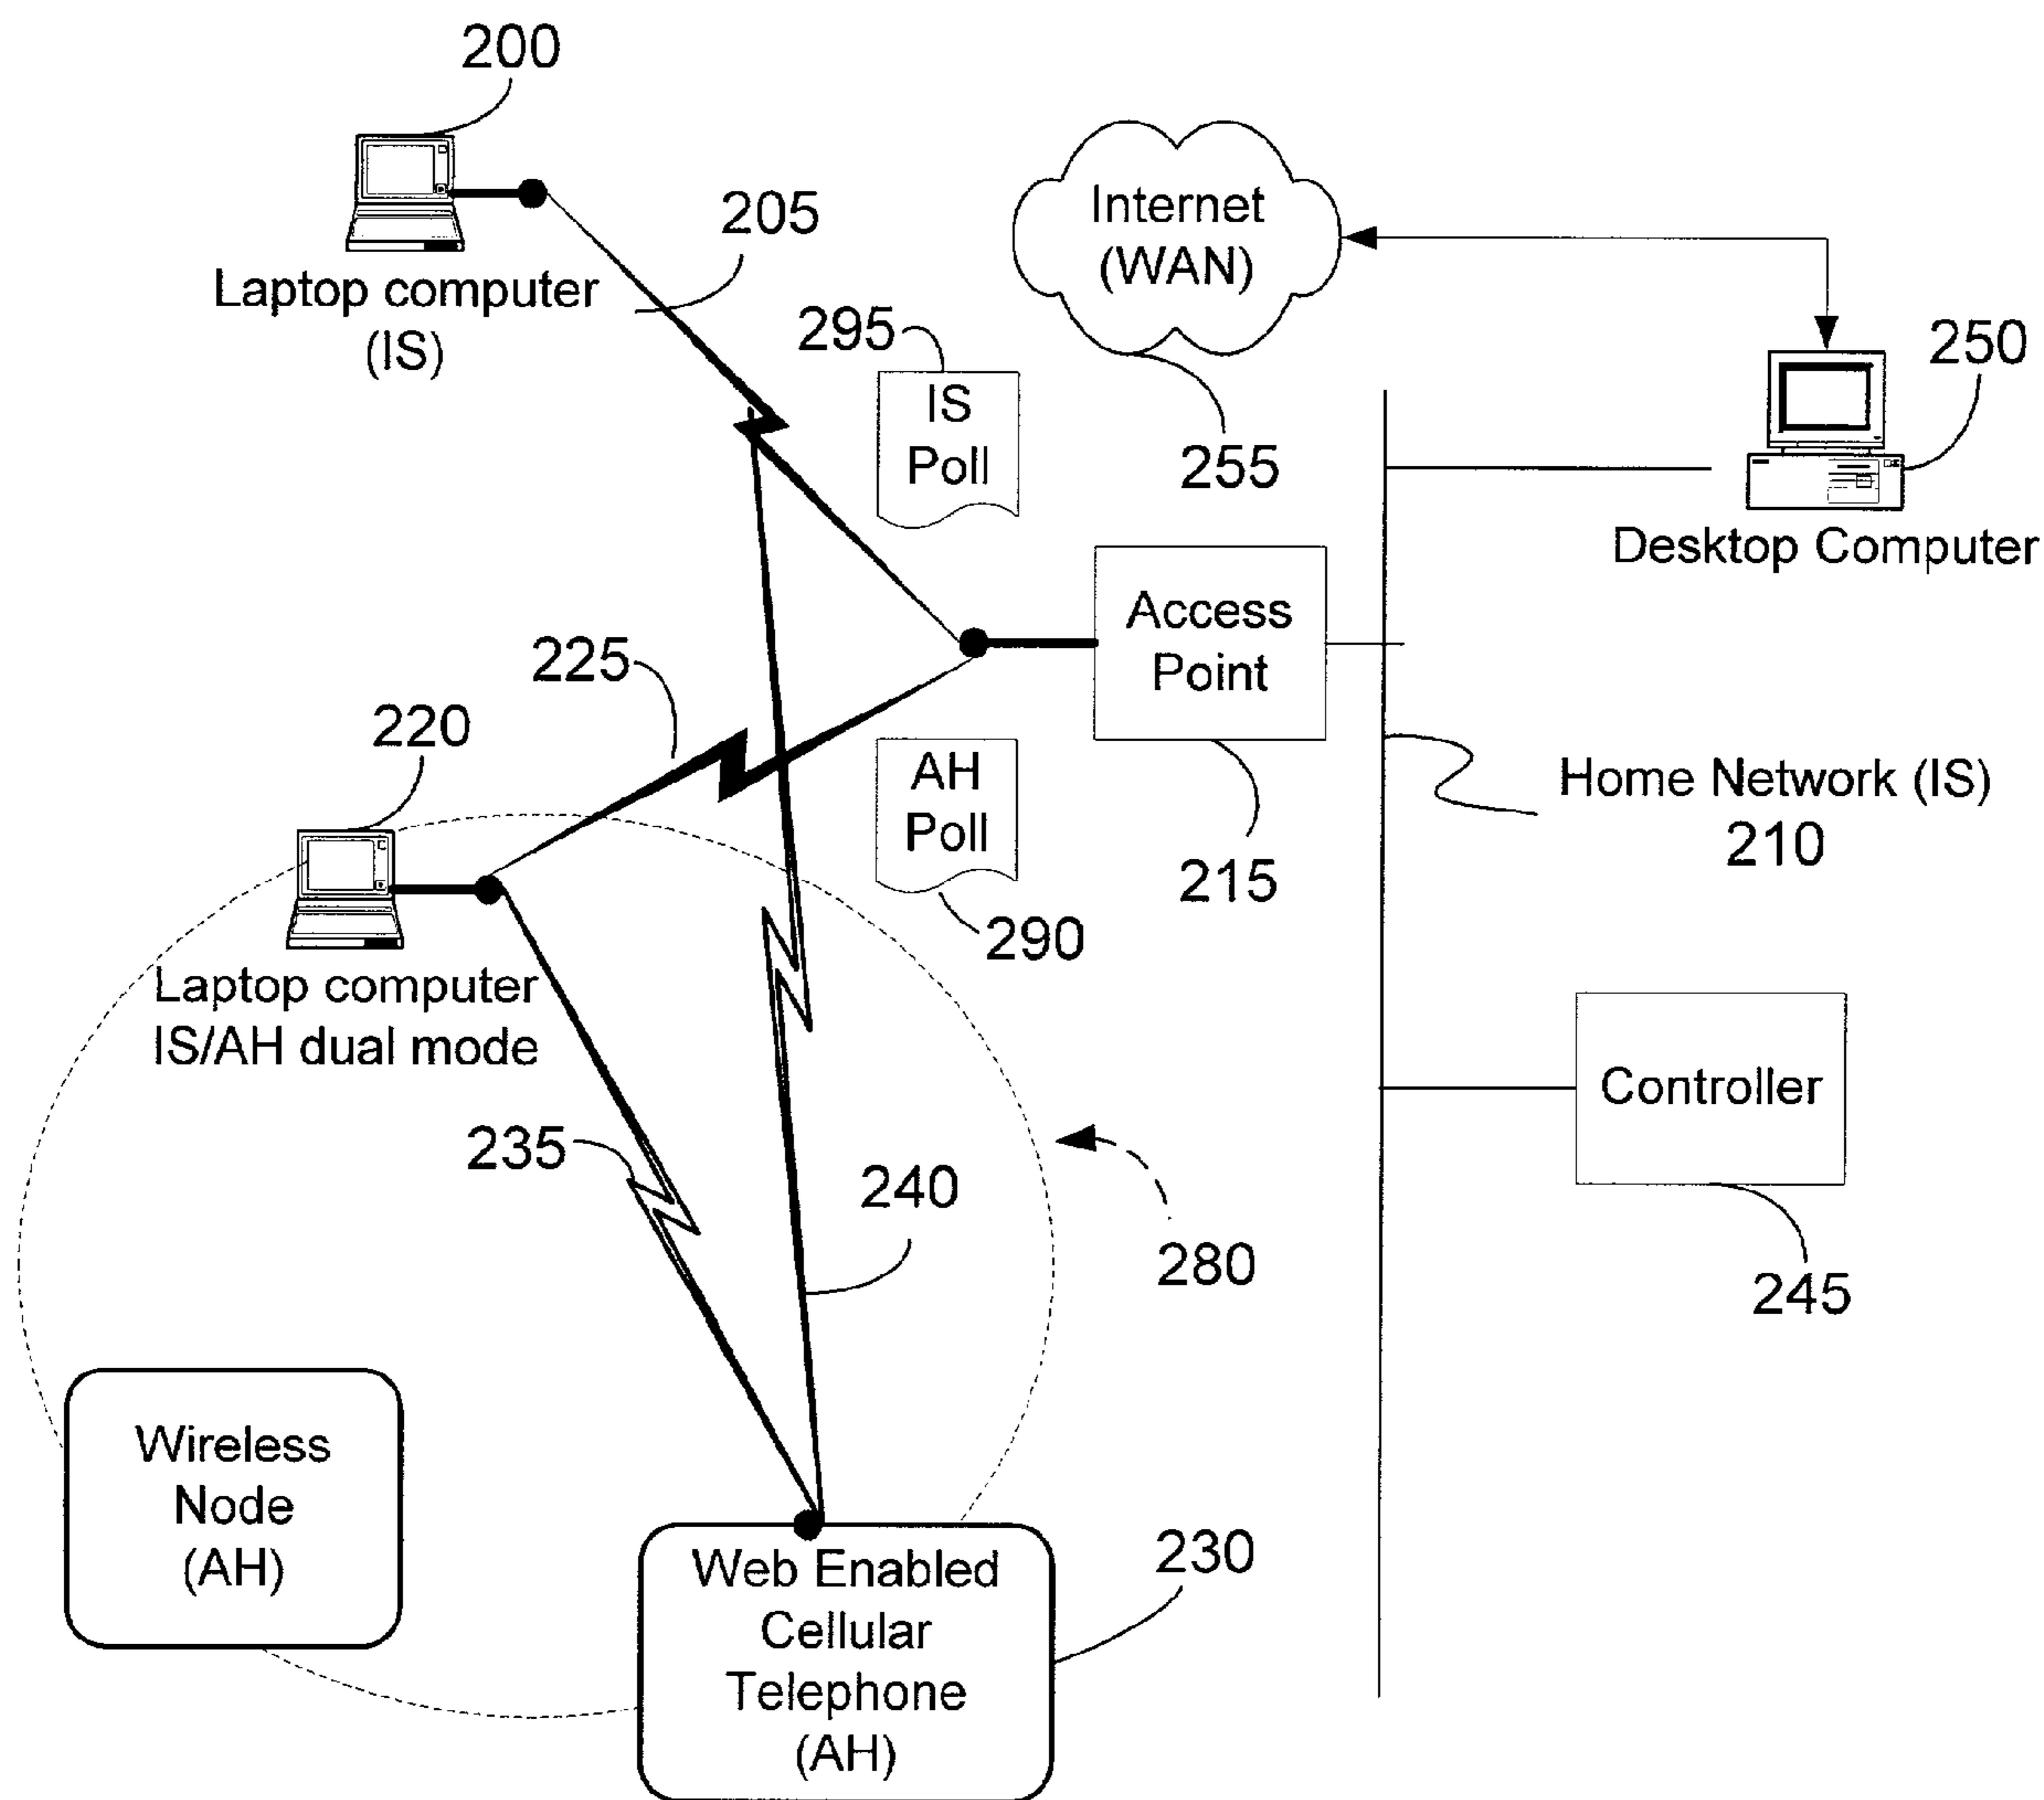 200
Laptop computer
(IS)
205
Internet
(WAN)
255
295
IS
Poll
250
Desktop Computer
Access
Point
215
225
220
AH
Poll
290
Home Network (IS)
210
Laptop computer
IS/AH dual mode
235
240
280
Controller
245
Wireless
Node
(AH)
Web Enabled
Cellular
Telephone
(AH)
230